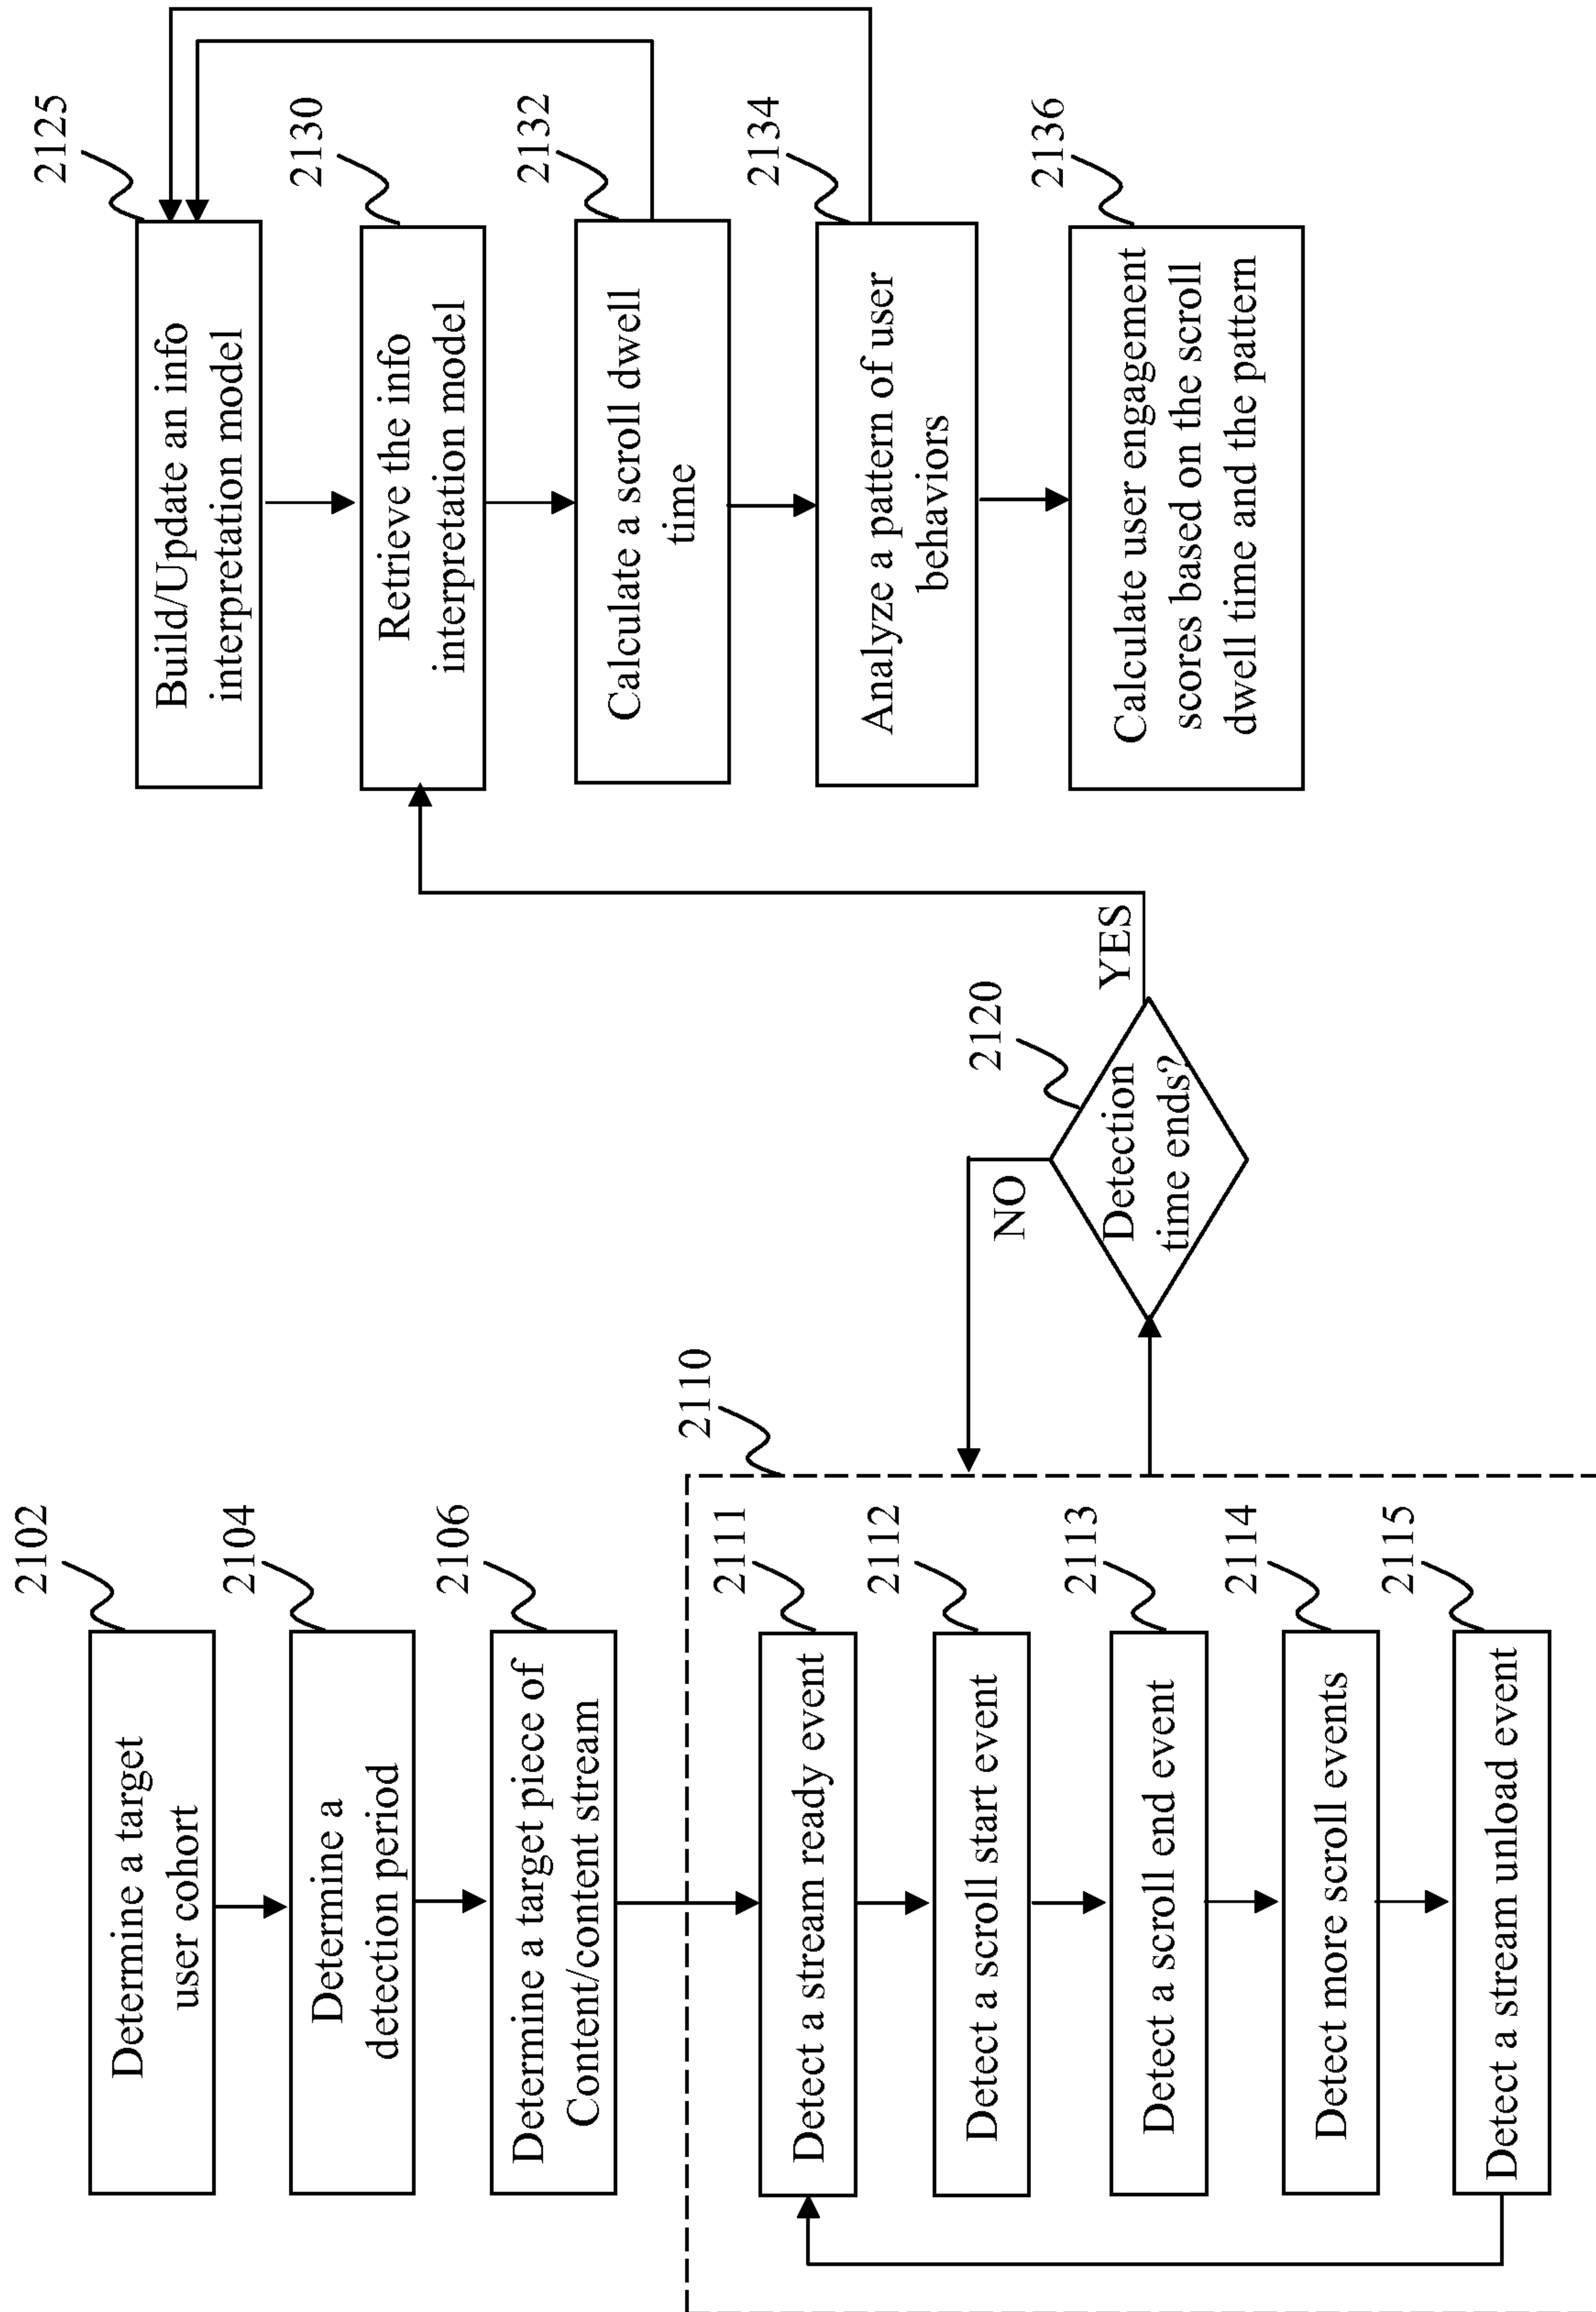 2102
Determine a target
user cohort
2104
Determine a
detection period
2106
Determine a target piece of
Content/content stream
2110
2111
Detect a stream ready event
2112
Detect a scroll start event
2113
Detect a scroll end event
2114
Detect more scroll events
2115
Detect a stream unload event
NO
2120
Detection
time ends?
YES
2125
Build/Update an info
interpretation model
2130
Retrieve the info
interpretation model
2132
Calculate a scroll dwell
time
2134
Analyze a pattern of user
behaviors
2136
Calculate user engagement
scores based on the scroll
dwell time and the pattern